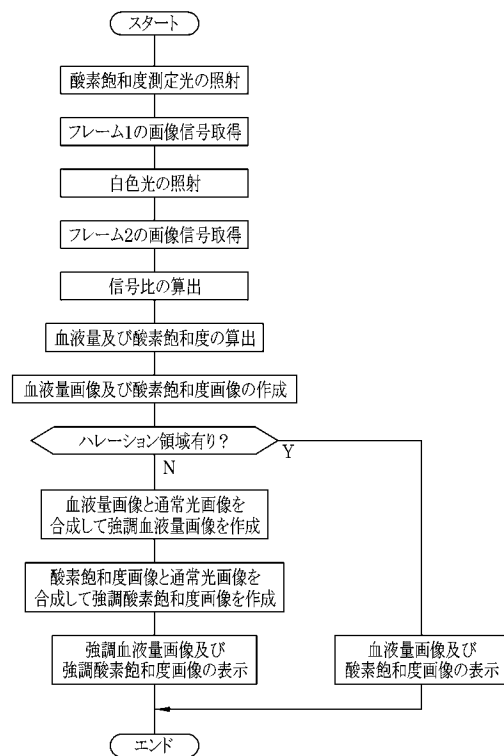 スタート
酸素飽和度測定光の照射
フレーム1の画像信号取得
白色光の照射
フレーム2の画像信号取得
信号比の算出
血液量及び酸素飽和度の算出
血液量画像及び酸素飽和度画像の作成
ハレーション領域有り?
Y
N
血液量画像と通常光画像を
合成して強調血液量画像を作成
酸素飽和度画像と通常光画像を
合成して強調酸素飽和度画像を作成
強調血液量画像及び
強調酸素飽和度画像の表示
血液量画像及び
酸素飽和度画像の表示
エンド